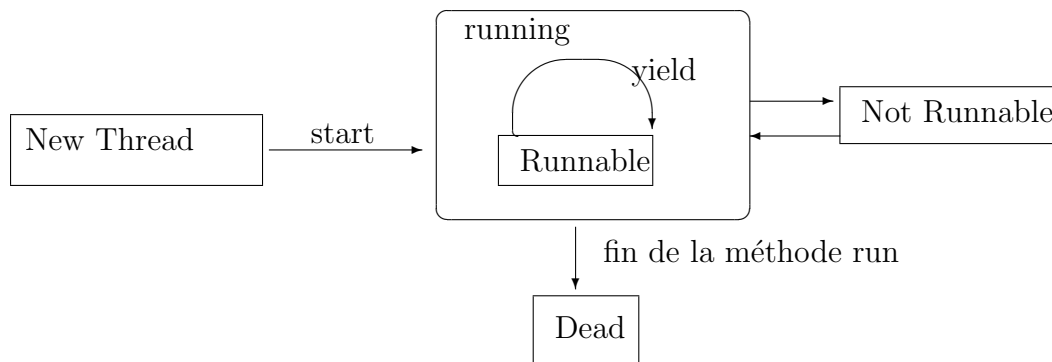 running
yield
New Thread
start
Runnable
Not Runnable
fin de la méthode run
Dead